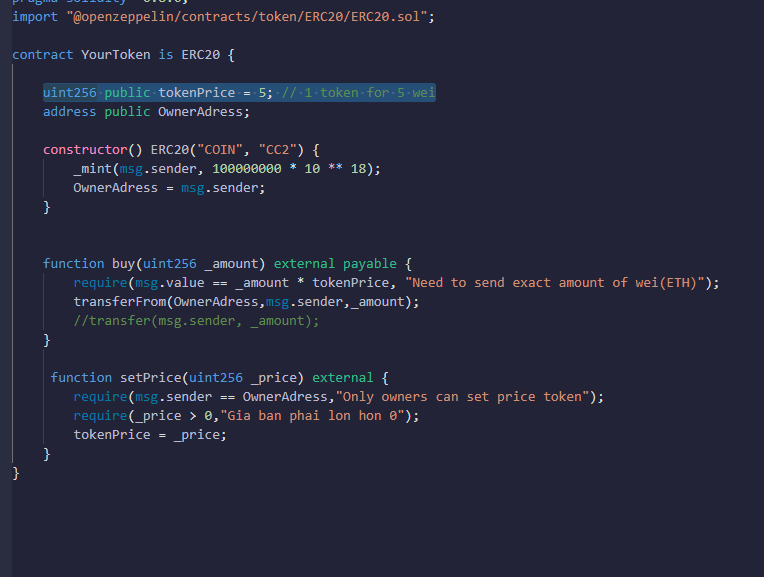 import "@openzeppelin/contracts/token/ERC20/ERC20.sol";
contract YourToken is ERC20 {
uint256 public tokenPrice = 5; // 1 token for 5 wei
address public OwnerAdress;
constructor() ERC20("COIN", "CC2") {
_mint(msg.sender, 100000000 * 10 ** 18);
OwnerAdress = msg.sender;
}
function buy(uint256 _amount) external payable {
require(msg.value == _amount * tokenPrice, "Need to send exact amount of wei(ETH)");
transferFrom(OwnerAdress,msg.sender,_amount);
//transfer(msg.sender, _amount);
}
function setPrice(uint256 _price) external {
require(msg.sender == OwnerAdress,"Only owners can set price token");
require(_price > 0,"Gia ban phai lon hon 0");
tokenPrice = _price;
}
}